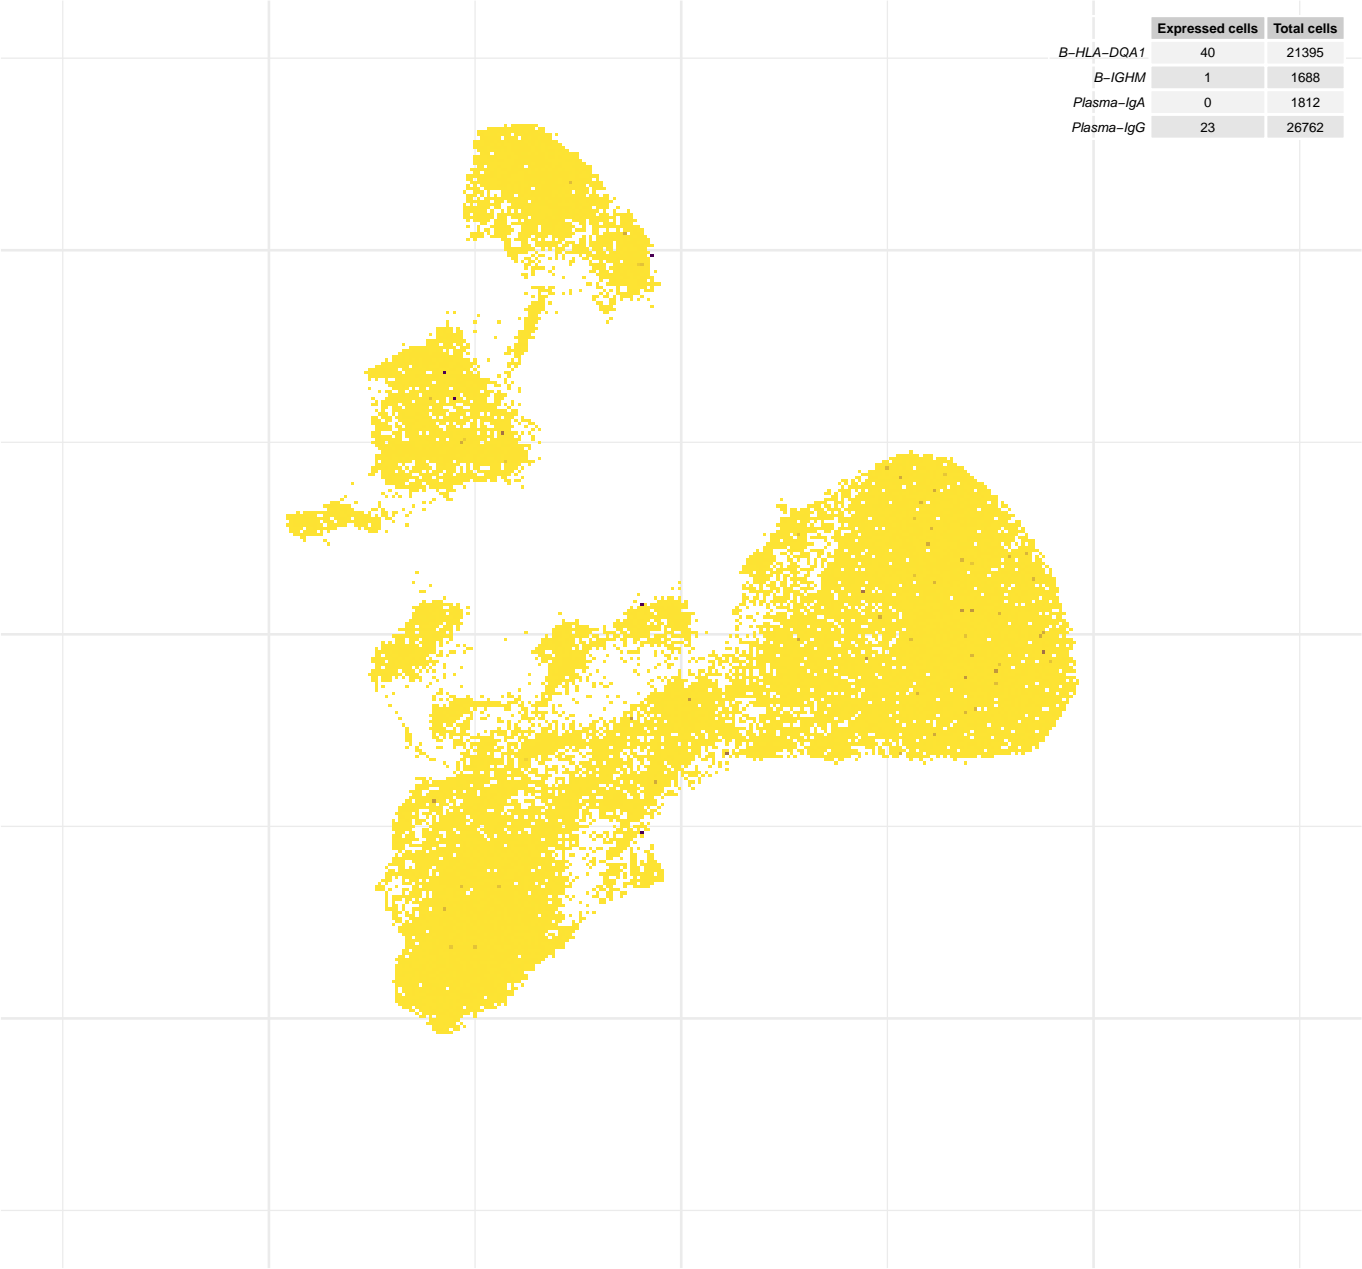 Expressed cells Total cells
B−HLA−DQA1 40 21395
B−IGHM 1 1688
Plasma−IgA 0 1812
Plasma−IgG 23 26762